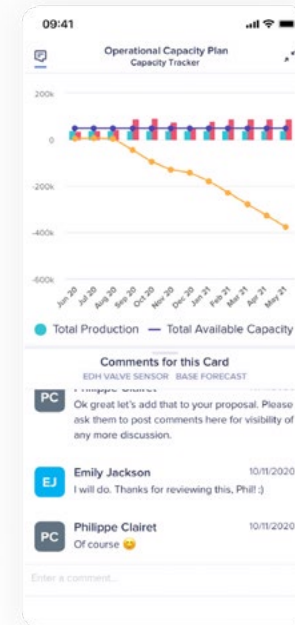 09:41
Operational Capacity Plan
Capacity Tracker
200k
0
-200k
-400k
-600k
Jun 20 Jul 20 Aug 20 Sep 20 Oct 20 Nov 20 Dec 20 Jan 21 Feb 21 Mar 21 Apr 21 May 21
Total Production Total Available Capacity
Comments for this Card
EDH VALVE SENSOR BASE FORECAST
PC
Ok great let's add that to your proposal. Please
ask them to post comments here for visibility of
any more discussion.
EJ
Emily Jackson 10/11/2020
I will do. Thanks for reviewing this, Phil! :)
PC
Philippe Clairet 10/11/2020
Of course 😄
Enter a comment...